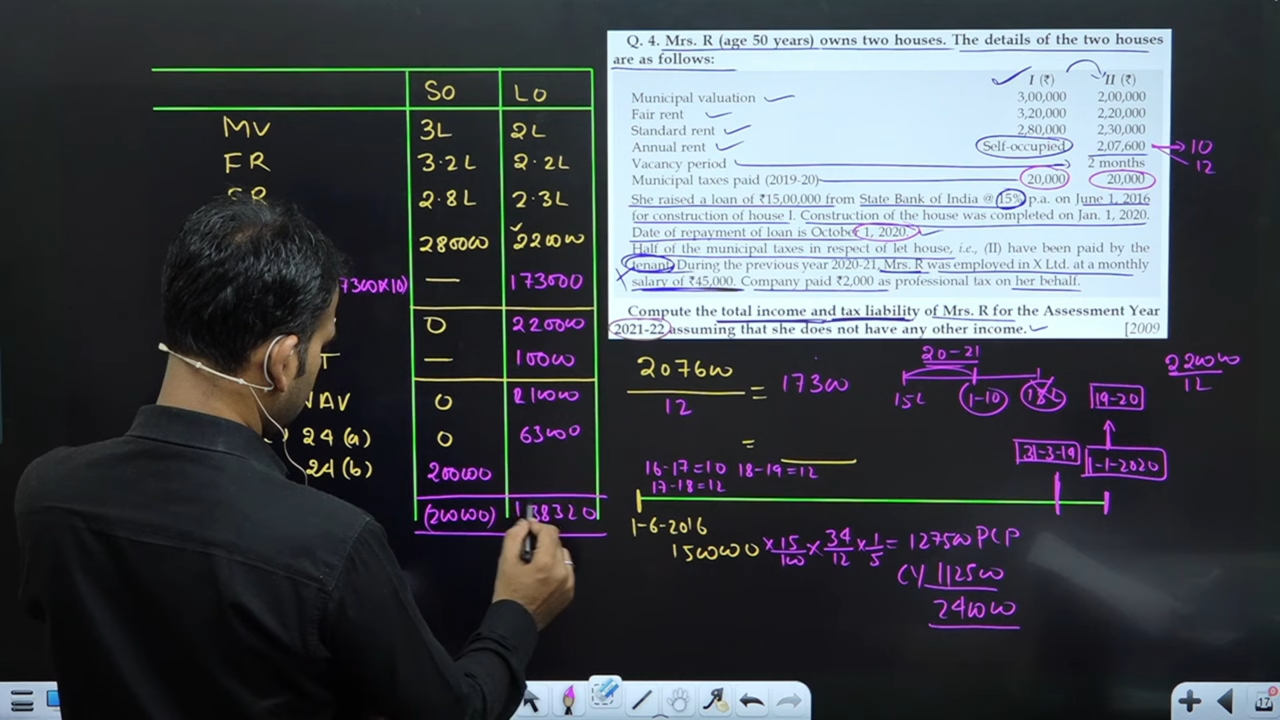 SO LO
MV 3L 2L
FR 3.2L 2.2L
SR 2.8L 2.3L
280000 220000
7300x10) — 173000
0 220000
T — 10000
NAV 0 210000
24(a) 0 63000
24(b) 200000
(200000) 138320
Q. 4. Mrs. R (age 50 years) owns two houses. The details of the two houses
are as follows:
I (₹) II (₹)
Municipal valuation 3,00,000 2,00,000
Fair rent 3,20,000 2,20,000
Standard rent 2,80,000 2,30,000
Annual rent Self-occupied 2,07,600 → 10
12
Vacancy period 2 months
Municipal taxes paid (2019-20) 20,000 20,000
She raised a loan of ₹15,00,000 from State Bank of India @ 15% p.a. on June 1, 2016
for construction of house I. Construction of the house was completed on Jan. 1, 2020.
Date of repayment of loan is October 1, 2020.
Half of the municipal taxes in respect of let house, i.e., (II) have been paid by the
tenant. During the previous year 2020-21, Mrs. R was employed in X Ltd. at a monthly
salary of ₹45,000. Company paid ₹2,000 as professional tax on her behalf.
Compute the total income and tax liability of Mrs. R for the Assessment Year
2021-22 assuming that she does not have any other income. [2009
207600
12
= 17300
20-21
15L 1-10
220000
12
19-20
=
31-3-19
1-1-2020
16-17=10 18-19=12
17-18=12
1-6-2016
1500000 x 15/100 x 34/12 x 1/5 = 127500 PCP
(C) 112500
240000
17